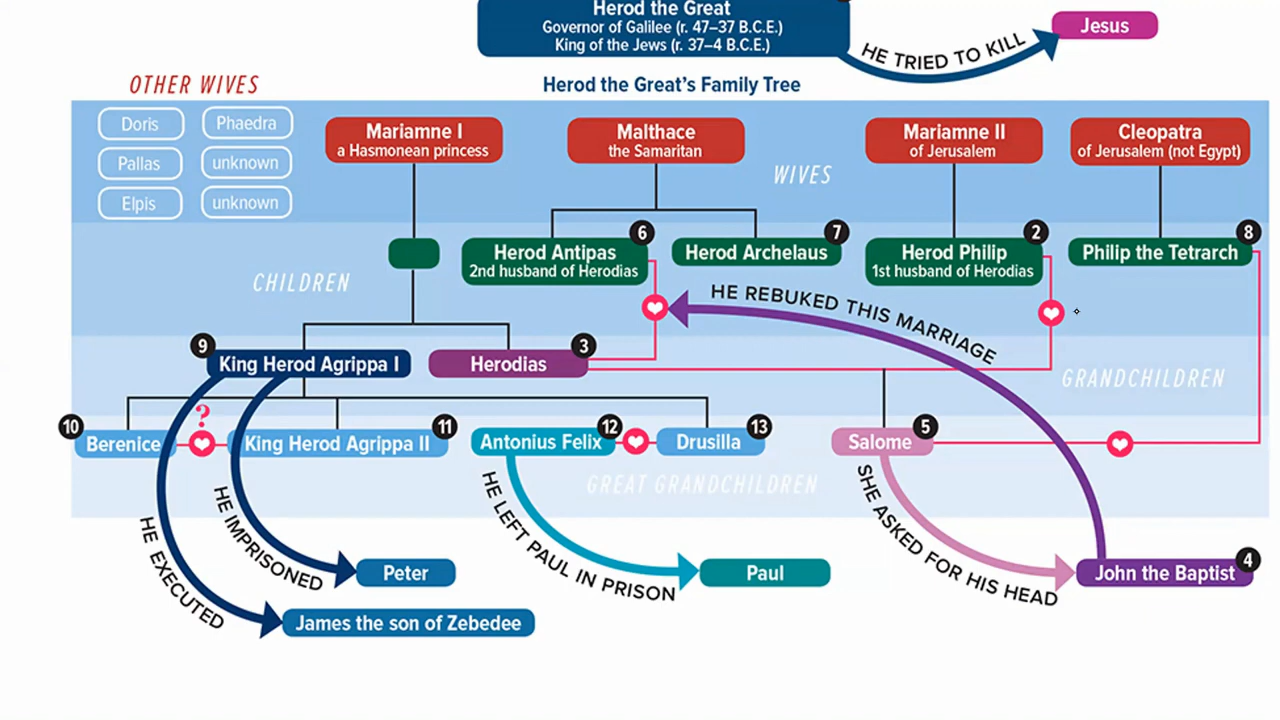 Herod the Great
Governor of Galilee (r. 47–37 B.C.E.)
King of the Jews (r. 37–4 B.C.E.)
HE TRIED TO KILL
Jesus
OTHER WIVES
Herod the Great's Family Tree
Doris
Phaedra
Pallas
unknown
Elpis
unknown
Mariamne I
a Hasmonean princess
Malthace
the Samaritan
Mariamne II
of Jerusalem
Cleopatra
of Jerusalem (not Egypt)
WIVES
6
Herod Antipas
2nd husband of Herodias
7
Herod Archelaus
2
Herod Philip
1st husband of Herodias
8
Philip the Tetrarch
CHILDREN
HE REBUKED THIS MARRIAGE
9
King Herod Agrippa I
3
Herodias
GRANDCHILDREN
10
Berenice
?
11
King Herod Agrippa II
12
Antonius Felix
13
Drusilla
5
Salome
GREAT GRANDCHILDREN
HE EXECUTED
HE IMPRISONED
HE LEFT PAUL IN PRISON
SHE ASKED FOR HIS HEAD
Peter
Paul
4
John the Baptist
James the son of Zebedee